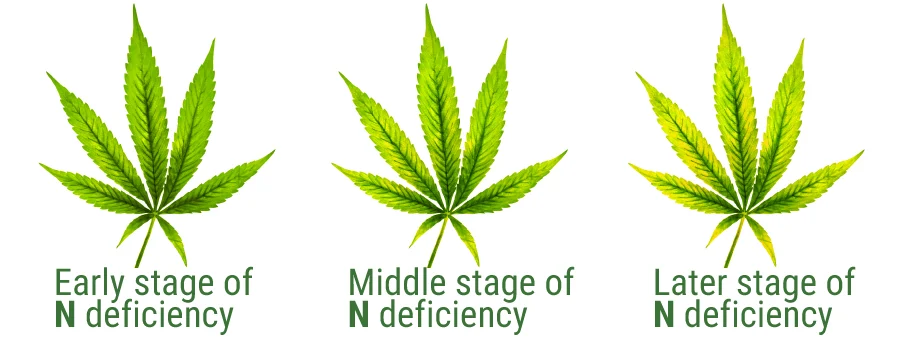 Early stage of
N deficiency
Middle stage of
N deficiency
Later stage of
N deficiency